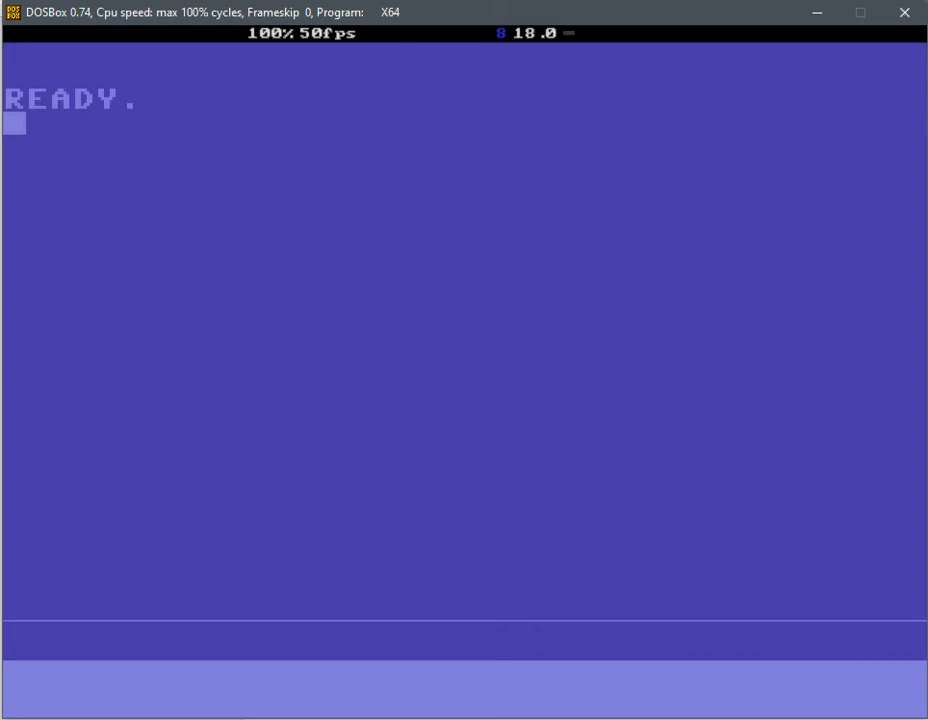 DOSBox 0.74, Cpu speed: max 100% cycles, Frameskip 0, Program: X64
100% 50fps 8 18.0
READY.